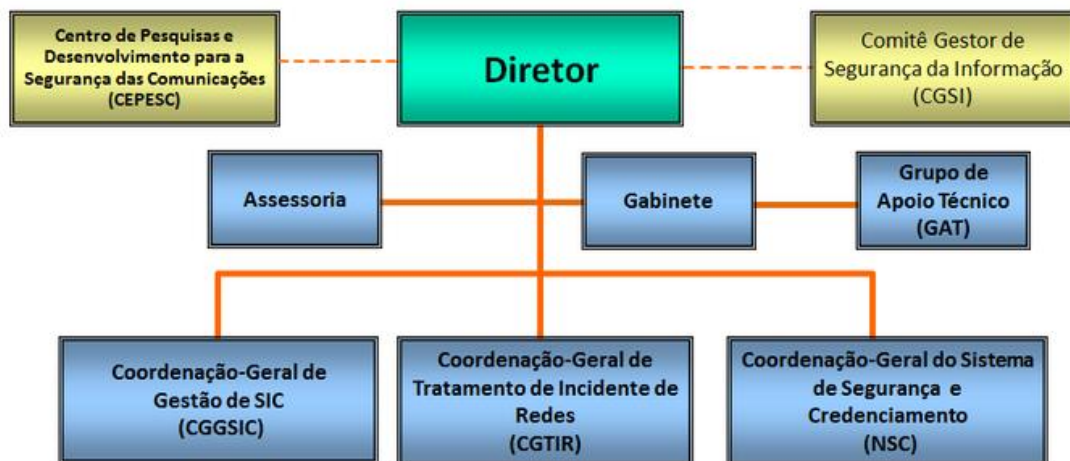 Centro de Pesquisas e
Desenvolvimento para a
Segurança das Comunicações
(CEPESC)
Diretor
Comitê Gestor de
Segurança da Informação
(CGSI)
Assessoria
Gabinete
Grupo de
Apoio Técnico
(GAT)
Coordenação-Geral de
Gestão de SIC
(CGGSIC)
Coordenação-Geral de
Tratamento de Incidente de
Redes
(CGTIR)
Coordenação-Geral do Sistema
de Segurança e
Credenciamento
(NSC)